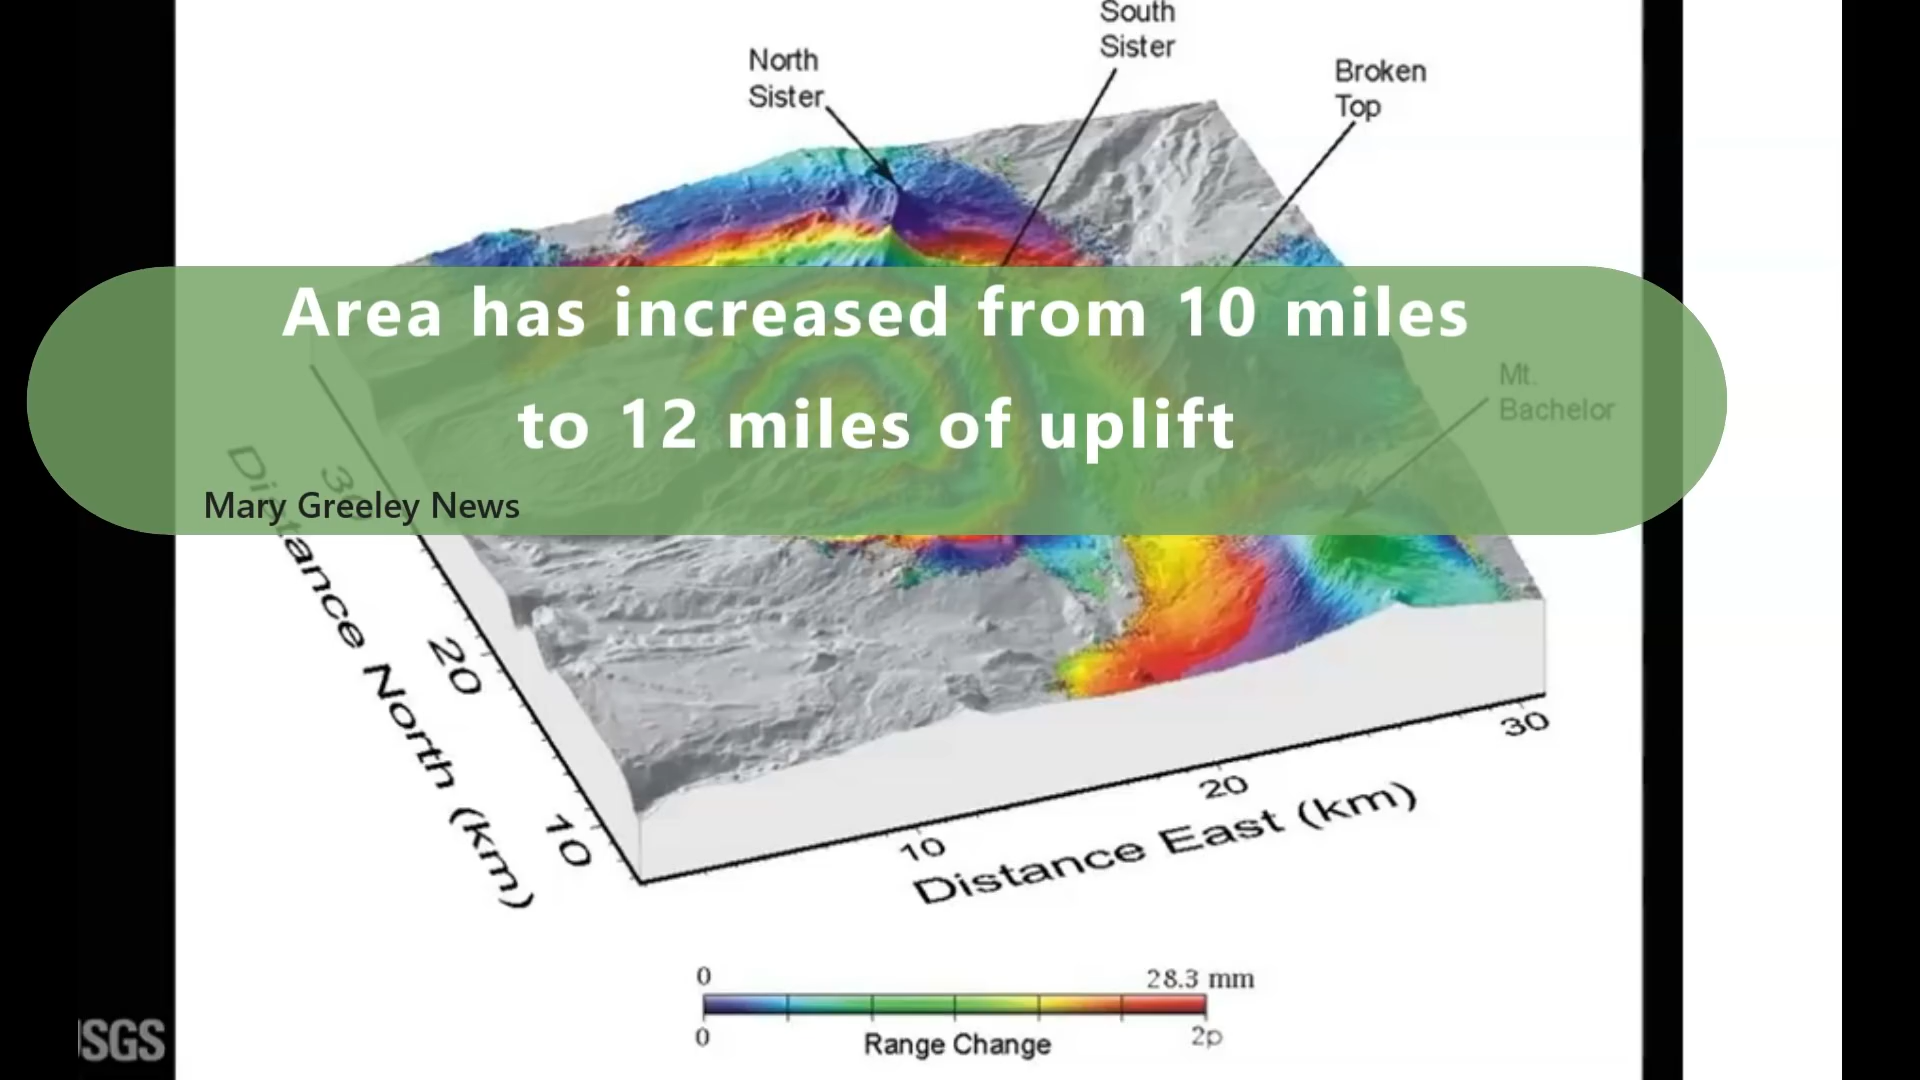 South
Sister
North
Sister
Broken
Top
Area has increased from 10 miles
to 12 miles of uplift
Mt.
Bachelor
Mary Greeley News
Distance North (km)
30
20
10
10
20
30
Distance East (km)
0
28.3 mm
0
Range Change
2p
SGS